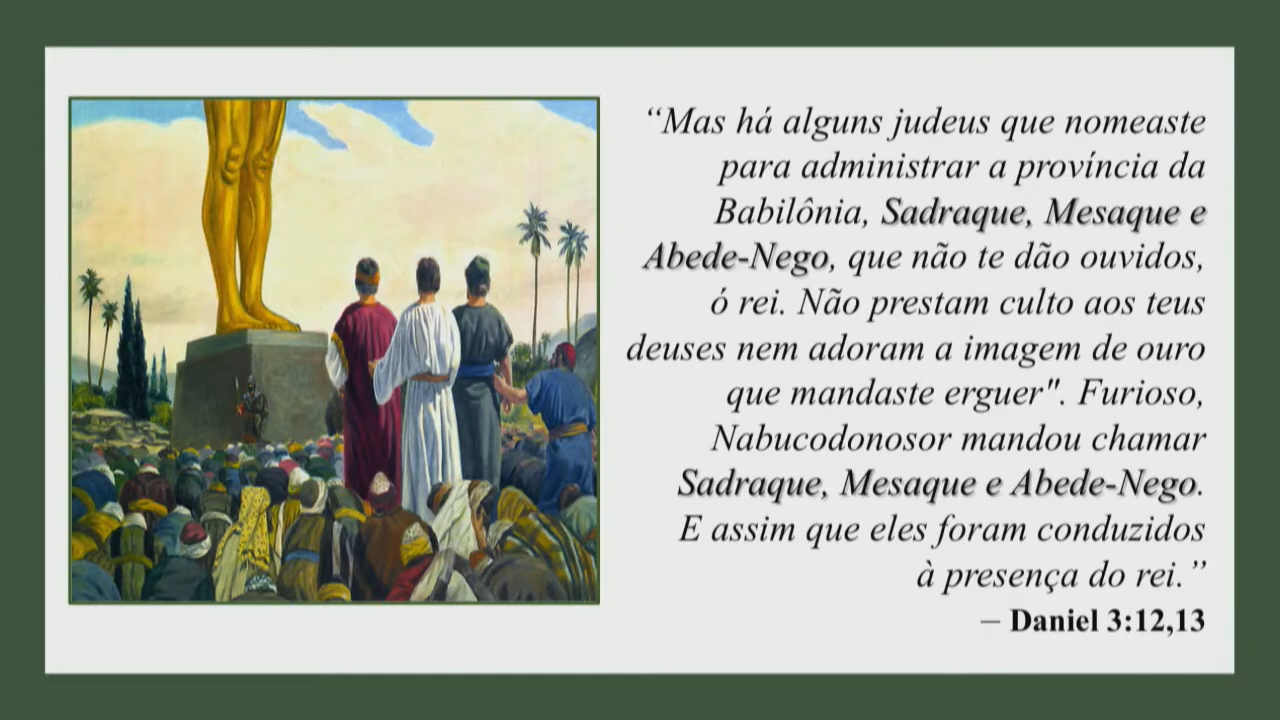 “Mas há alguns judeus que nomeaste
para administrar a província da
Babilônia, Sadraque, Mesaque e
Abede-Nego, que não te dão ouvidos,
ó rei. Não prestam culto aos teus
deuses nem adoram a imagem de ouro
que mandaste erguer". Furioso,
Nabucodonosor mandou chamar
Sadraque, Mesaque e Abede-Nego.
E assim que eles foram conduzidos
à presença do rei.”
– Daniel 3:12,13